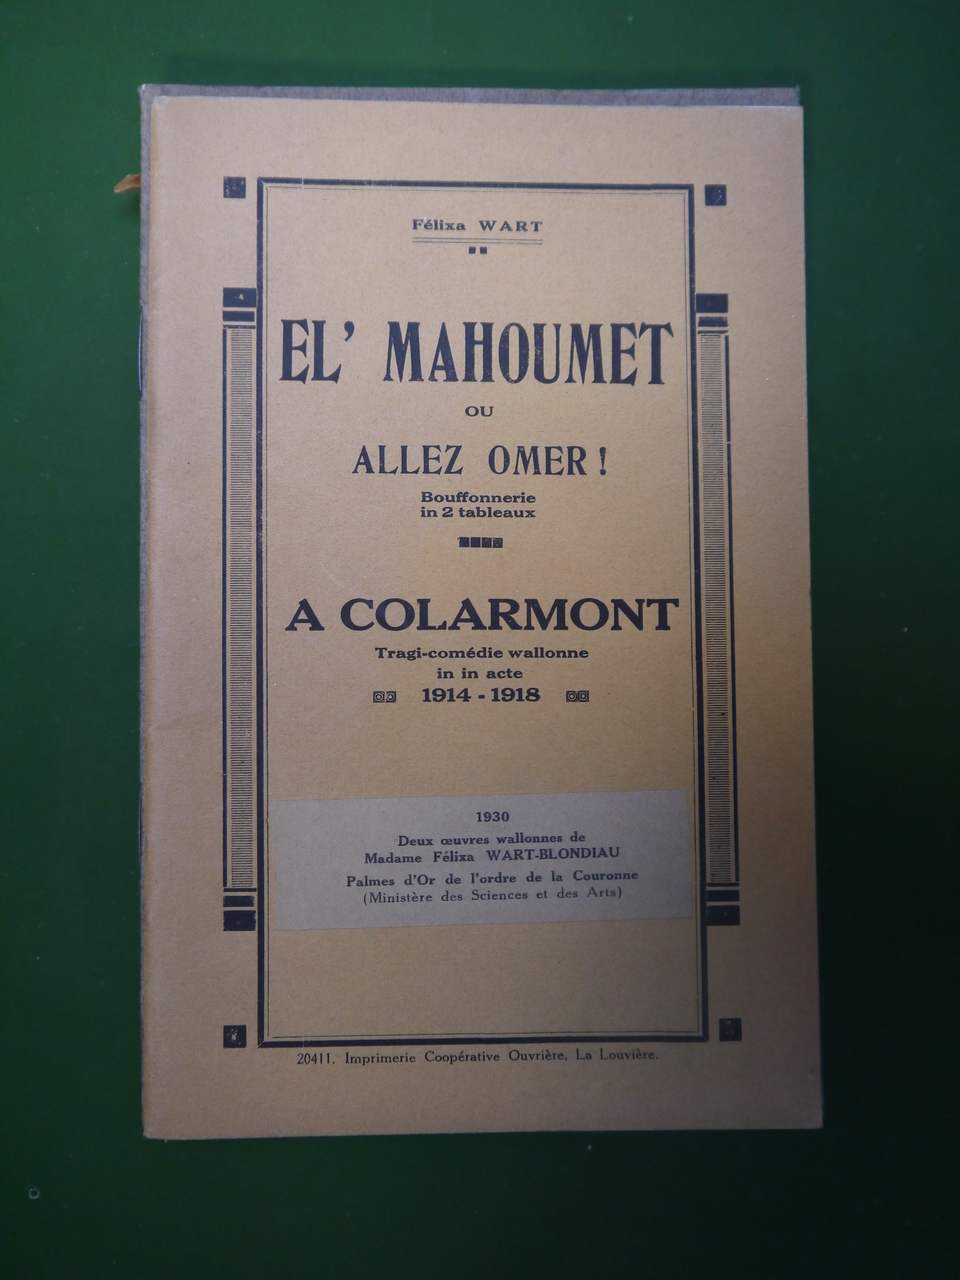 Félixa WART
EL' MAHOUMET
OU
ALLEZ OMER !
Bouffonnerie
in 2 tableaux
A COLARMONT
Tragi-comédie wallonne
in in acte
1914 - 1918
1930
Deux œuvres wallonnes de
Madame Félixa WART-BLONDIAU
Palmes d'Or de l'ordre de la Couronne
(Ministère des Sciences et des Arts)
20411. Imprimerie Coopérative Ouvrière, La Louvière.